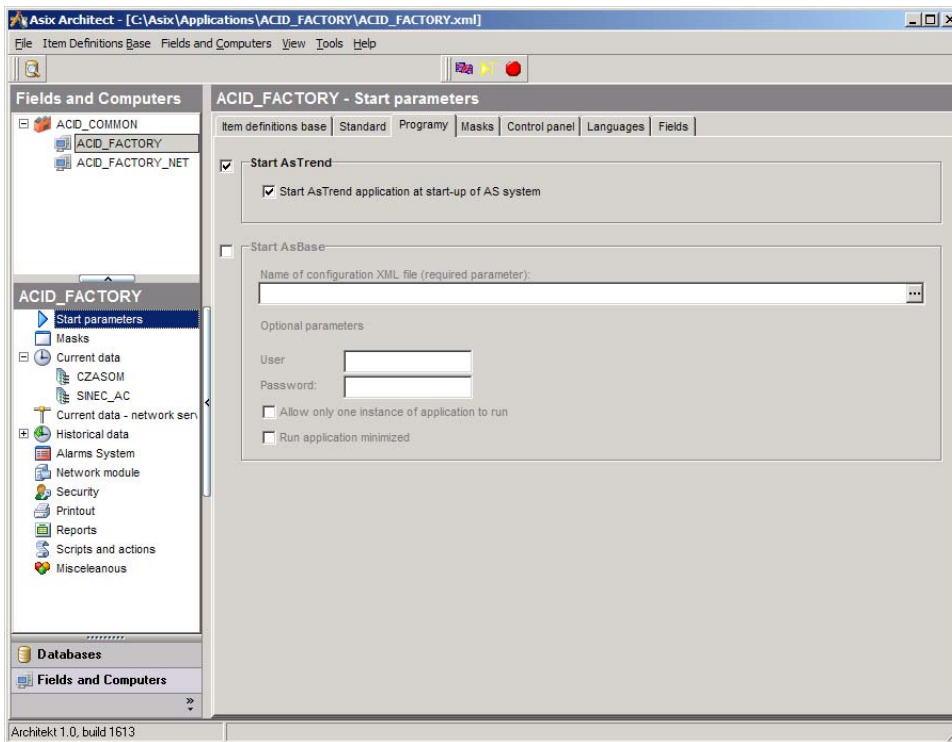 Asix Architect - [C:\Asix\Applications\ACID_FACTORY\ACID_FACTORY.xml]
File Item Definitions Base Fields and Computers View Tools Help
Fields and Computers
ACID_COMMON
ACID_FACTORY
ACID_FACTORY_NET
ACID_FACTORY
Start parameters
Masks
Current data
CZASOM
SINEC_AC
Current data - network serv
Historical data
Alarms System
Network module
Security
Printout
Reports
Scripts and actions
Misceleanous
Databases
Fields and Computers
ACID_FACTORY - Start parameters
Item definitions base Standard Programy Masks Control panel Languages Fields
Start AsTrend
Start AsTrend application at start-up of AS system
Start AsBase
Name of configuration XML file (required parameter):
...
Optional parameters
User
Password:
Allow only one instance of application to run
Run application minimized
Architekt 1.0, build 1613